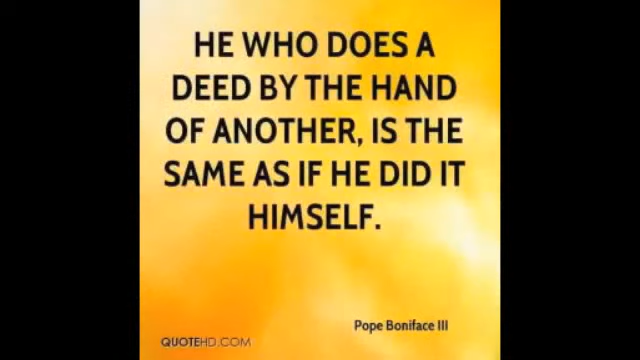 HE WHO DOES A
DEED BY THE HAND
OF ANOTHER, IS THE
SAME AS IF HE DID IT
HIMSELF.
Pope Boniface III
QUOTEHD.COM